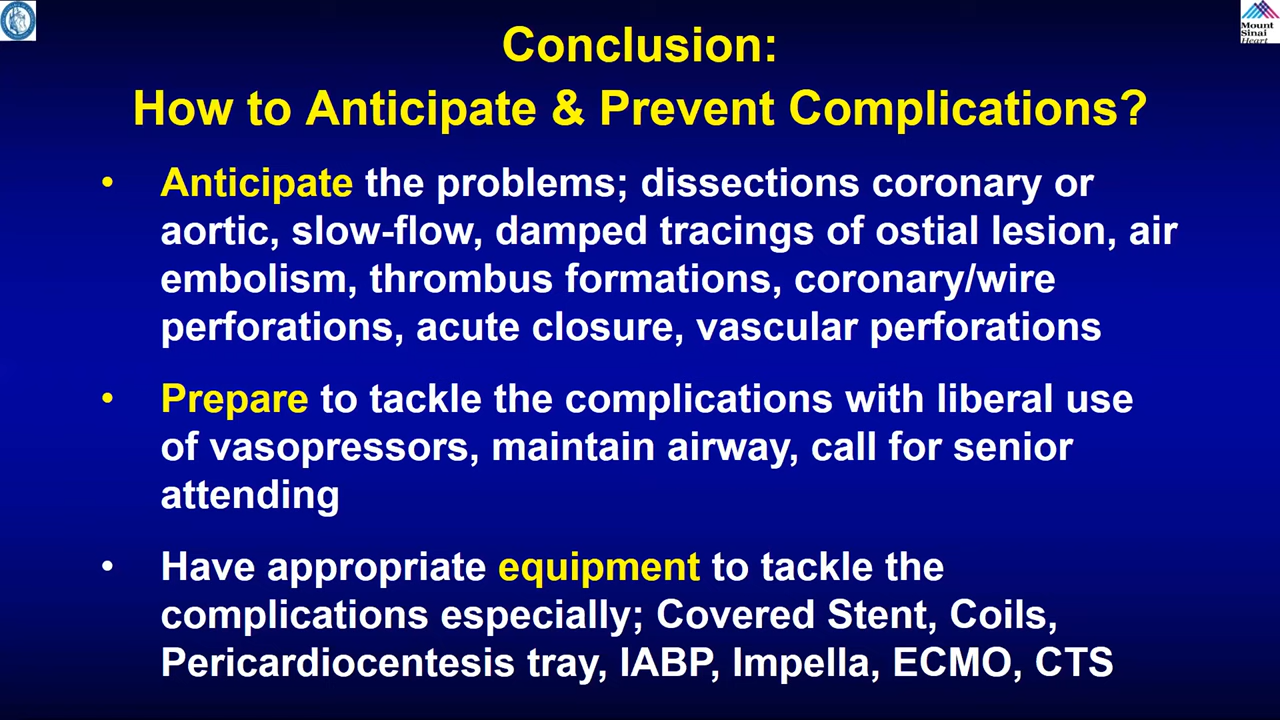 Conclusion:
How to Anticipate & Prevent Complications?
• Anticipate the problems; dissections coronary or
aortic, slow-flow, damped tracings of ostial lesion, air
embolism, thrombus formations, coronary/wire
perforations, acute closure, vascular perforations
• Prepare to tackle the complications with liberal use
of vasopressors, maintain airway, call for senior
attending
• Have appropriate equipment to tackle the
complications especially; Covered Stent, Coils,
Pericardiocentesis tray, IABP, Impella, ECMO, CTS
Mount
Sinai
Heart